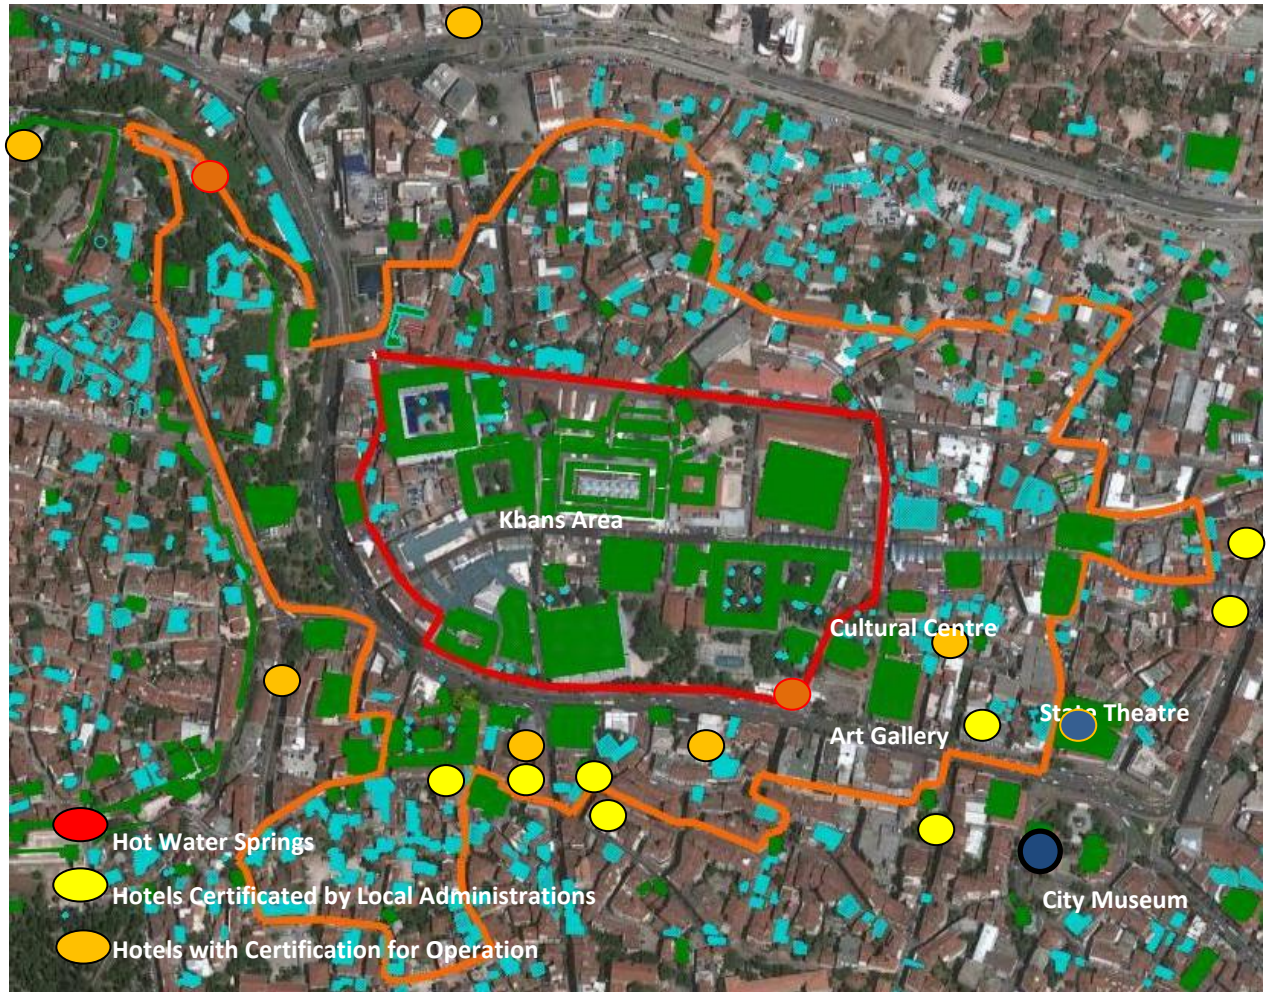 Khans Area
Cultural Centre
State Theatre
Art Gallery
Hot Water Springs
Hotels Certificated by Local Administrations
City Museum
Hotels with Certification for Operation